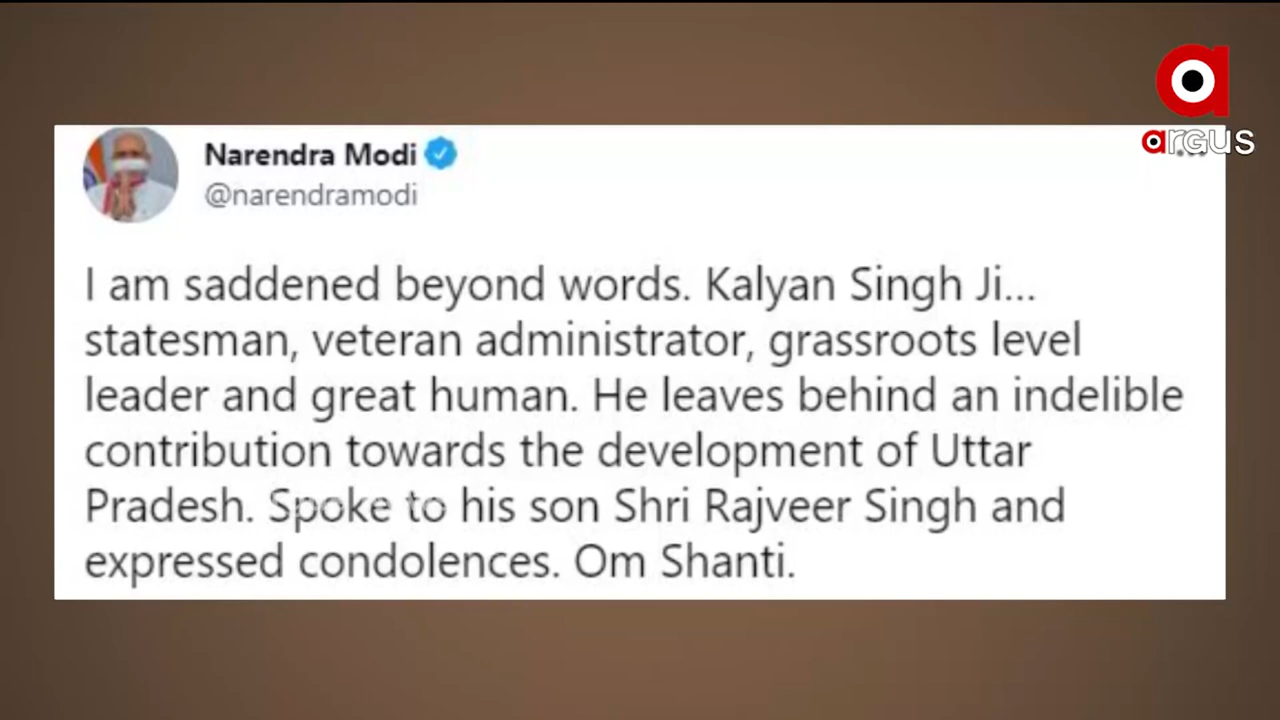 argus
Narendra Modi
@narendramodi
I am saddened beyond words. Kalyan Singh Ji...
statesman, veteran administrator, grassroots level
leader and great human. He leaves behind an indelible
contribution towards the development of Uttar
Pradesh. Spoke to his son Shri Rajveer Singh and
expressed condolences. Om Shanti.